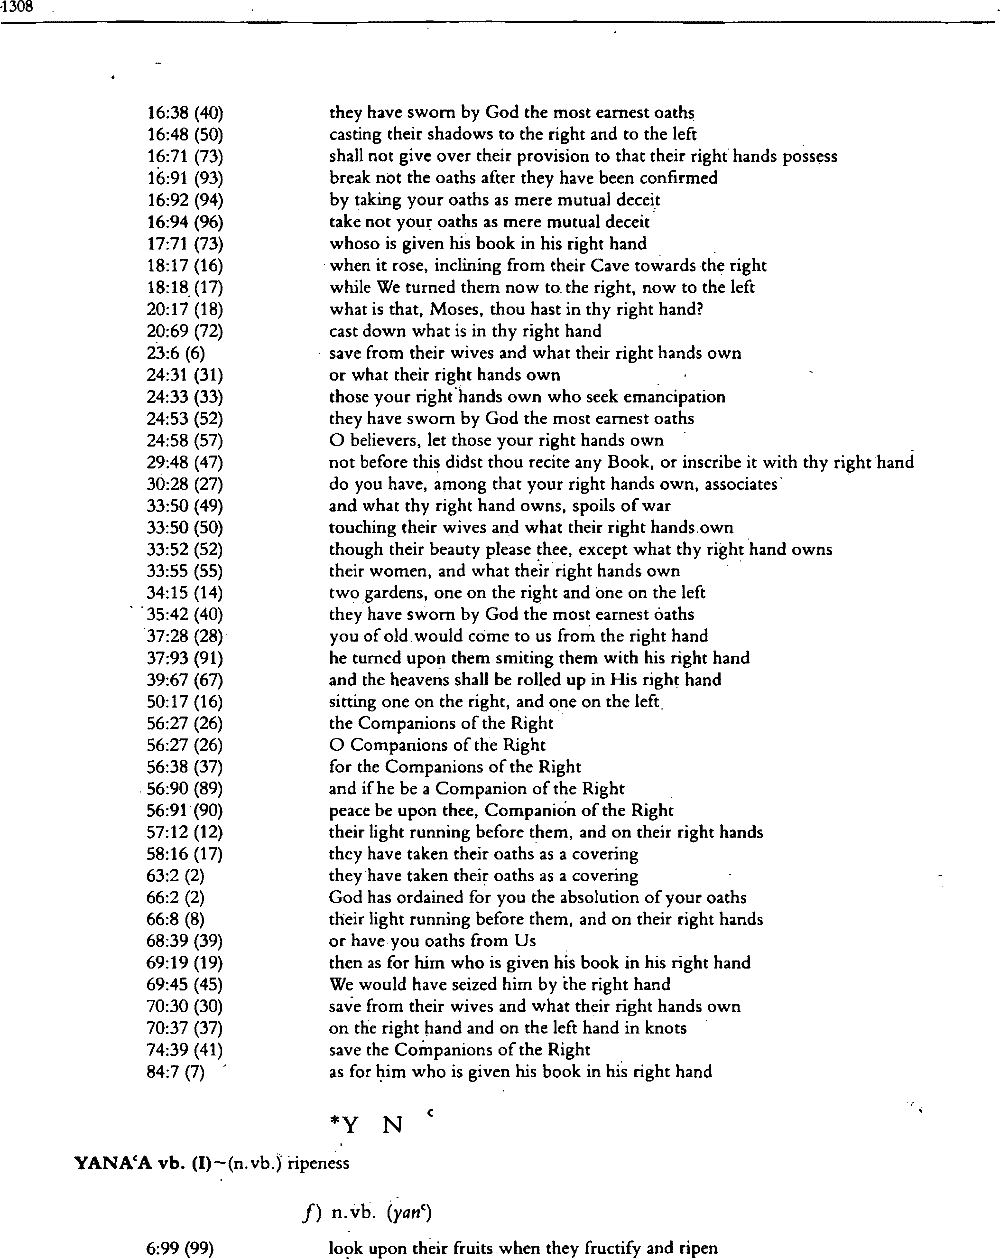 1308
16:38 (40) they have sworn by God the most earnest oaths
16:48 (50) casting their shadows to the right and to the left
16:71 (73) shall not give over their provision to that their right hands possess
16:91 (93) break not the oaths after they have been confirmed
16:92 (94) by taking your oaths as mere mutual deceit
16:94 (96) take not your oaths as mere mutual deceit
17:71 (73) whoso is given his book in his right hand
18:17 (16) when it rose, inclining from their Cave towards the right
18:18 (17) while We turned them now to the right, now to the left
20:17 (18) what is that, Moses, thou hast in thy right hand?
20:69 (72) cast down what is in thy right hand
23:6 (6) save from their wives and what their right hands own
24:31 (31) or what their right hands own
24:33 (33) those your right hands own who seek emancipation
24:53 (52) they have sworn by God the most earnest oaths
24:58 (57) O believers, let those your right hands own
29:48 (47) not before this didst thou recite any Book, or inscribe it with thy right hand
30:28 (27) do you have, among that your right hands own, associates
33:50 (49) and what thy right hand owns, spoils of war
33:50 (50) touching their wives and what their right hands own
33:52 (52) though their beauty please thee, except what thy right hand owns
33:55 (55) their women, and what their right hands own
34:15 (14) two gardens, one on the right and one on the left
35:42 (40) they have sworn by God the most earnest oaths
37:28 (28) you of old would come to us from the right hand
37:93 (91) he turned upon them smiting them with his right hand
39:67 (67) and the heavens shall be rolled up in His right hand
50:17 (16) sitting one on the right, and one on the left
56:27 (26) the Companions of the Right
56:27 (26) O Companions of the Right
56:38 (37) for the Companions of the Right
56:90 (89) and if he be a Companion of the Right
56:91 (90) peace be upon thee, Companion of the Right
57:12 (12) their light running before them, and on their right hands
58:16 (17) they have taken their oaths as a covering
63:2 (2) they have taken their oaths as a covering
66:2 (2) God has ordained for you the absolution of your oaths
66:8 (8) their light running before them, and on their right hands
68:39 (39) or have you oaths from Us
69:19 (19) then as for him who is given his book in his right hand
69:45 (45) We would have seized him by the right hand
70:30 (30) save from their wives and what their right hands own
70:37 (37) on the right hand and on the left hand in knots
74:39 (41) save the Companions of the Right
84:7 (7) as for him who is given his book in his right hand
*Y N ᶜ
YANAᶜA vb. (I)~(n.vb.) ripeness
f) n.vb. (yanᶜ)
6:99 (99) look upon their fruits when they fructify and ripen